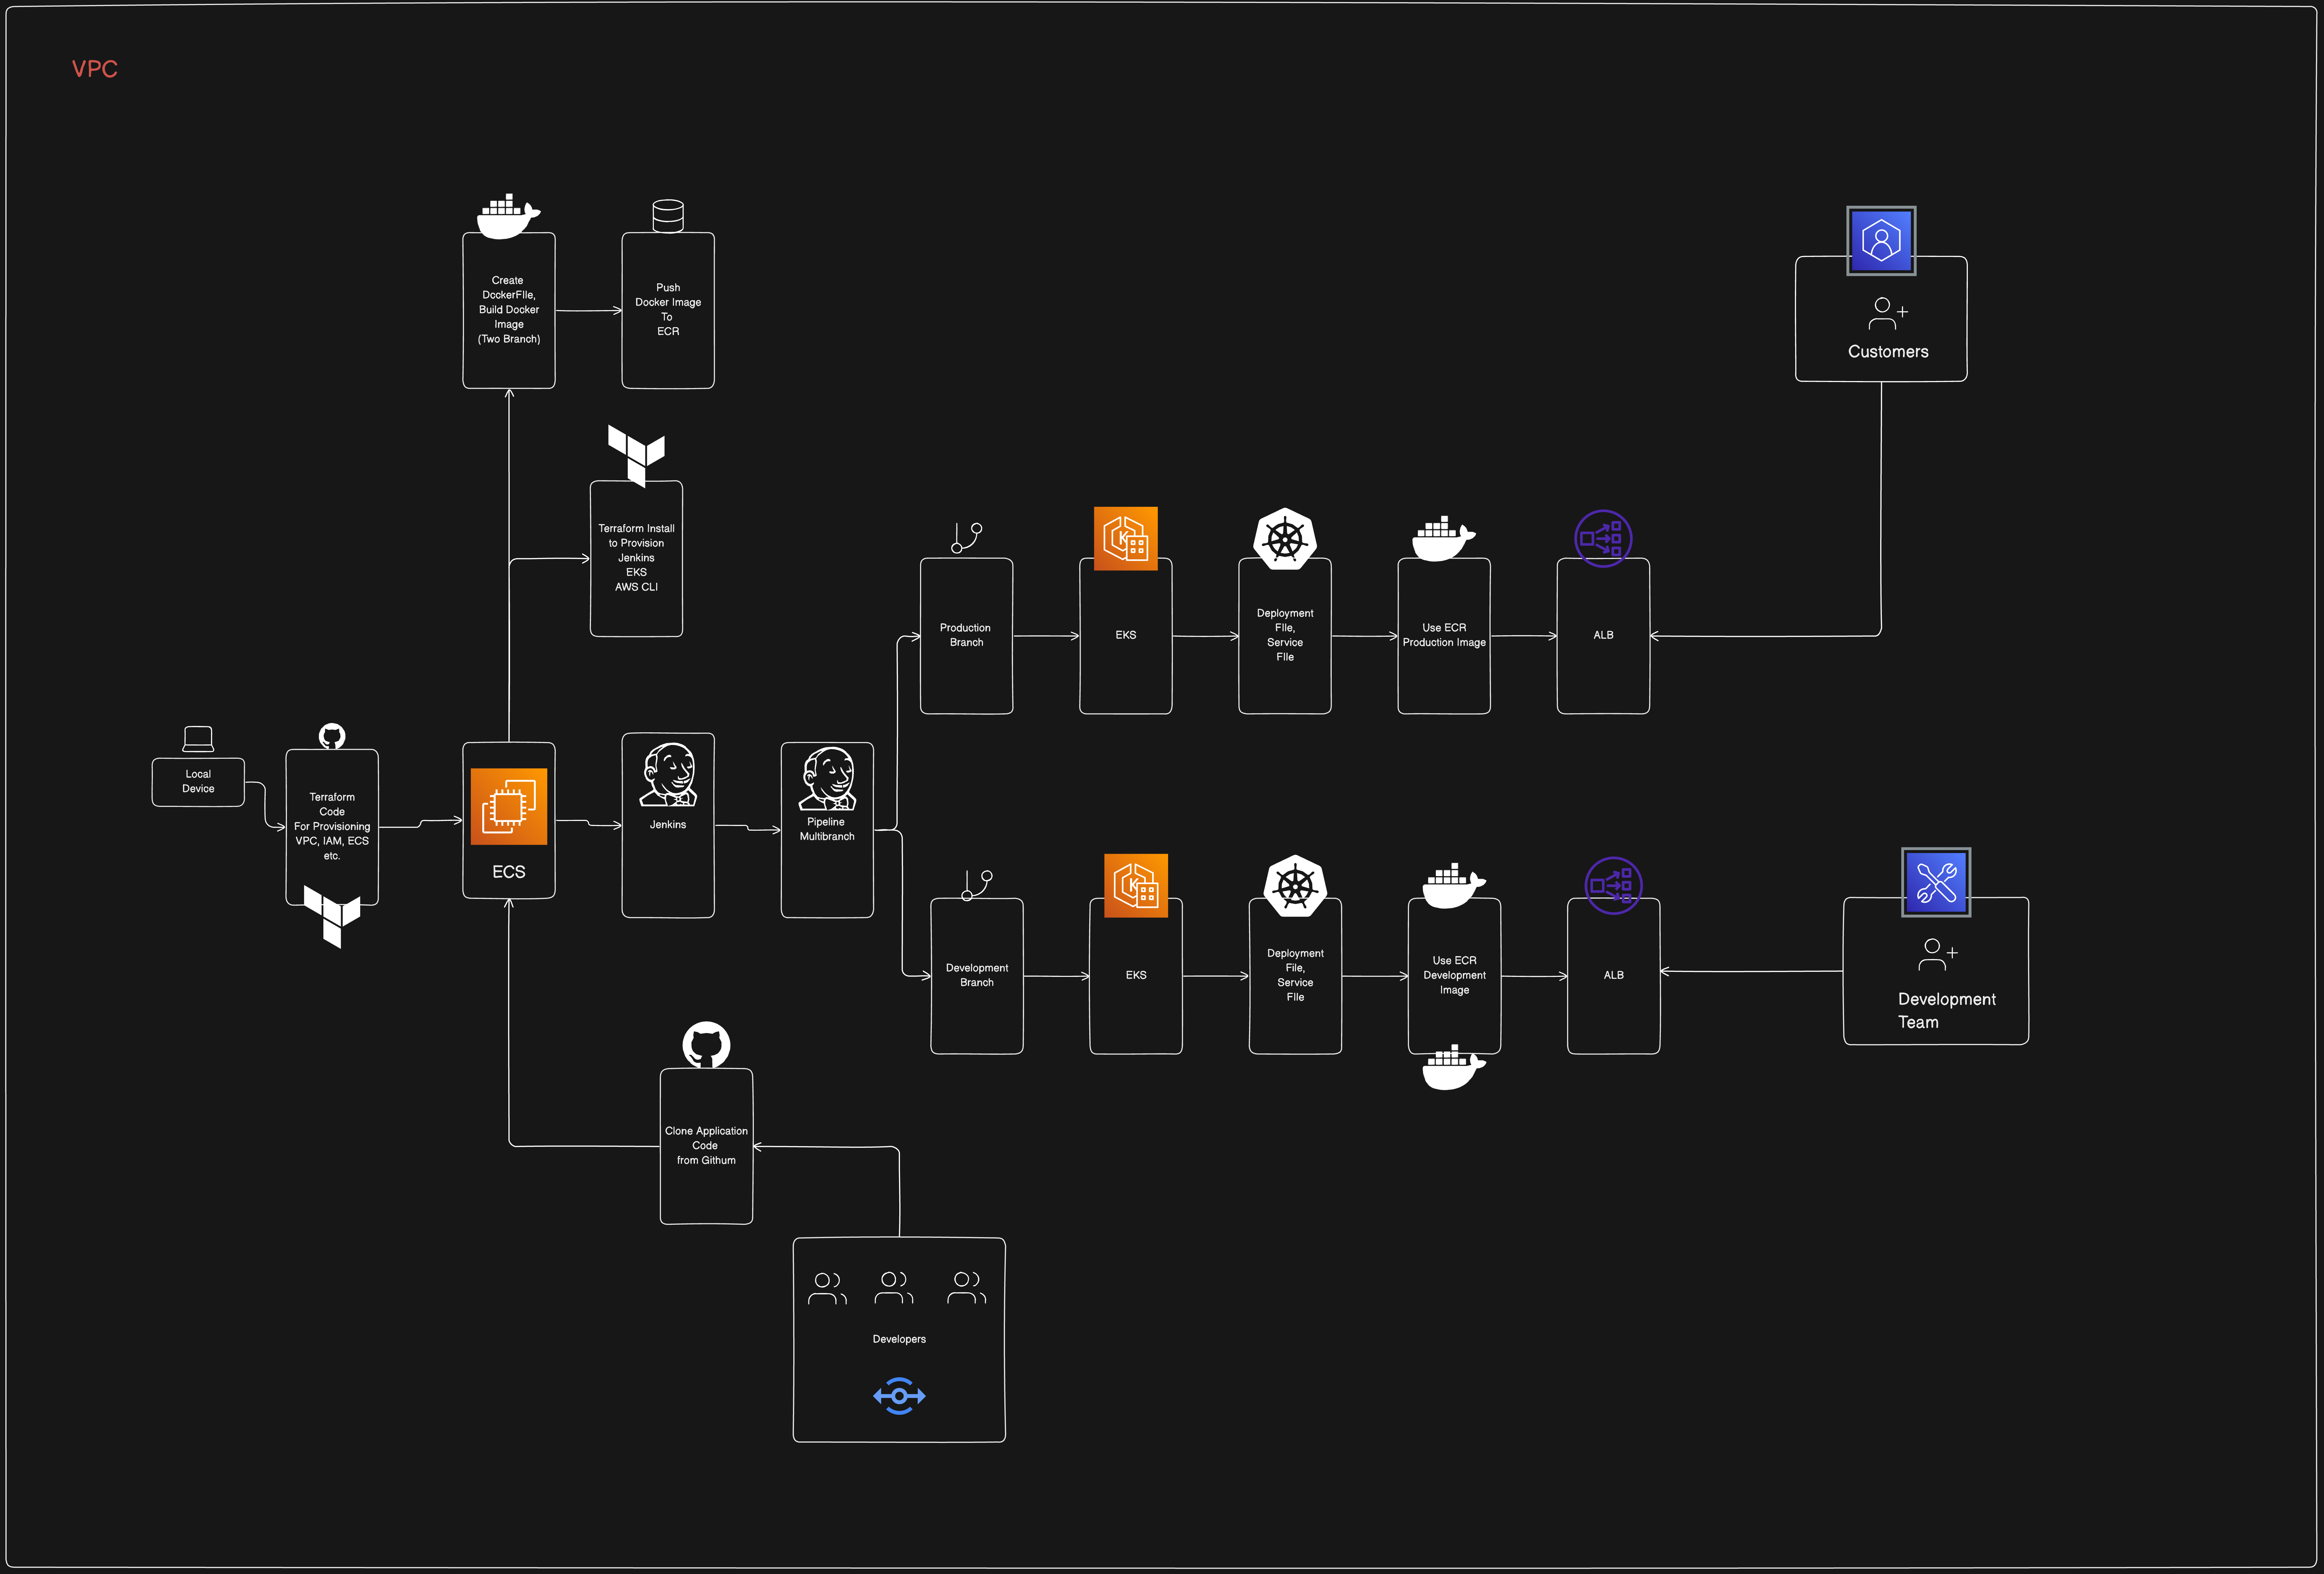 VPC
Create
DockerFIle,
Build Docker
Image
(Two Branch)
Push
Docker Image
To
ECR
Customers
Terraform Install
to Provision
Jenkins
EKS
AWS CLI
Production
Branch
EKS
Deployment
FIle,
Service
FIle
Use ECR
Production Image
ALB
Local
Device
Terraform
Code
For Provisioning
VPC, IAM, ECS
etc.
ECS
Jenkins
Pipeline
Multibranch
Development
Branch
EKS
Deployment
File,
Service
FIle
Use ECR
Development
Image
ALB
Development
Team
Clone Application
Code
from Githum
Developers